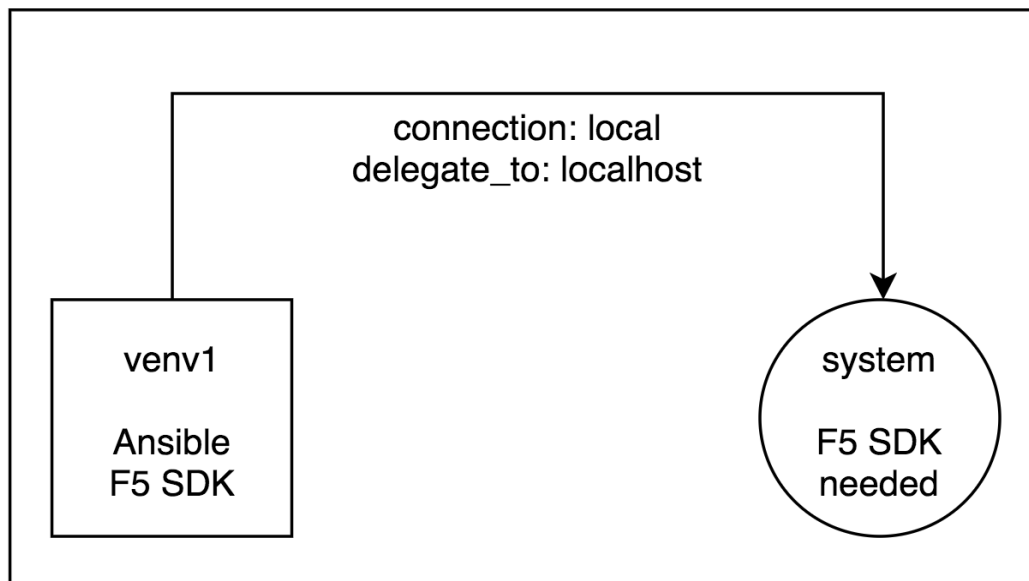 connection: local
delegate_to: localhost
venv1
Ansible
F5 SDK
system
F5 SDK
needed